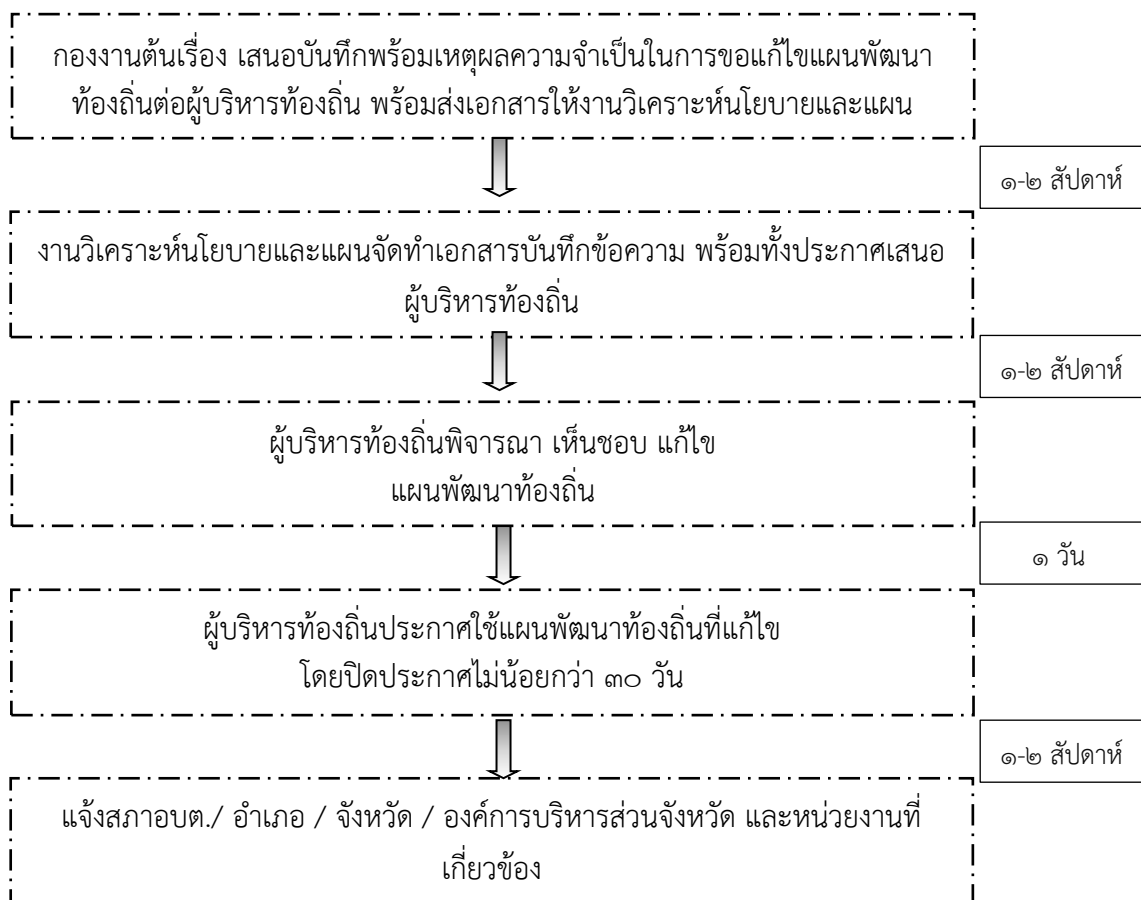 กองงานต้นเรื่อง เสนอบันทึกพร้อมเหตุผลความจำเป็นในการขอแก้ไขแผนพัฒนา
ท้องถิ่นต่อผู้บริหารท้องถิ่น พร้อมส่งเอกสารให้งานวิเคราะห์นโยบายและแผน
๑-๒ สัปดาห์
งานวิเคราะห์นโยบายและแผนจัดทำเอกสารบันทึกข้อความ พร้อมทั้งประกาศเสนอ
ผู้บริหารท้องถิ่น
๑-๒ สัปดาห์
ผู้บริหารท้องถิ่นพิจารณา เห็นชอบ แก้ไข
แผนพัฒนาท้องถิ่น
๑ วัน
ผู้บริหารท้องถิ่นประกาศใช้แผนพัฒนาท้องถิ่นที่แก้ไข
โดยปิดประกาศไม่น้อยกว่า ๓๐ วัน
๑-๒ สัปดาห์
แจ้งสภาอบต./ อำเภอ / จังหวัด / องค์การบริหารส่วนจังหวัด และหน่วยงานที่
เกี่ยวข้อง